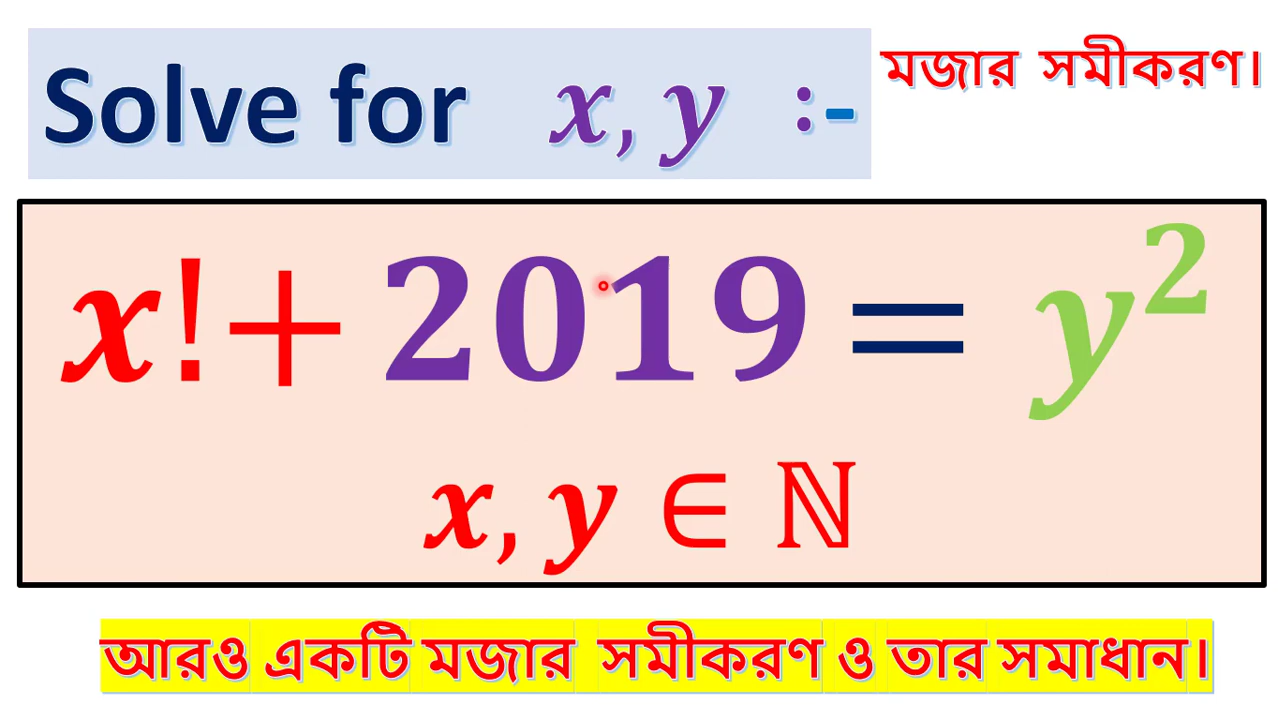 Solve for x, y :-
মজার সমীকরণ।
x! + 2019 = y²
x, y ∈ ℕ
আরও একটি মজার সমীকরণ ও তার সমাধান।